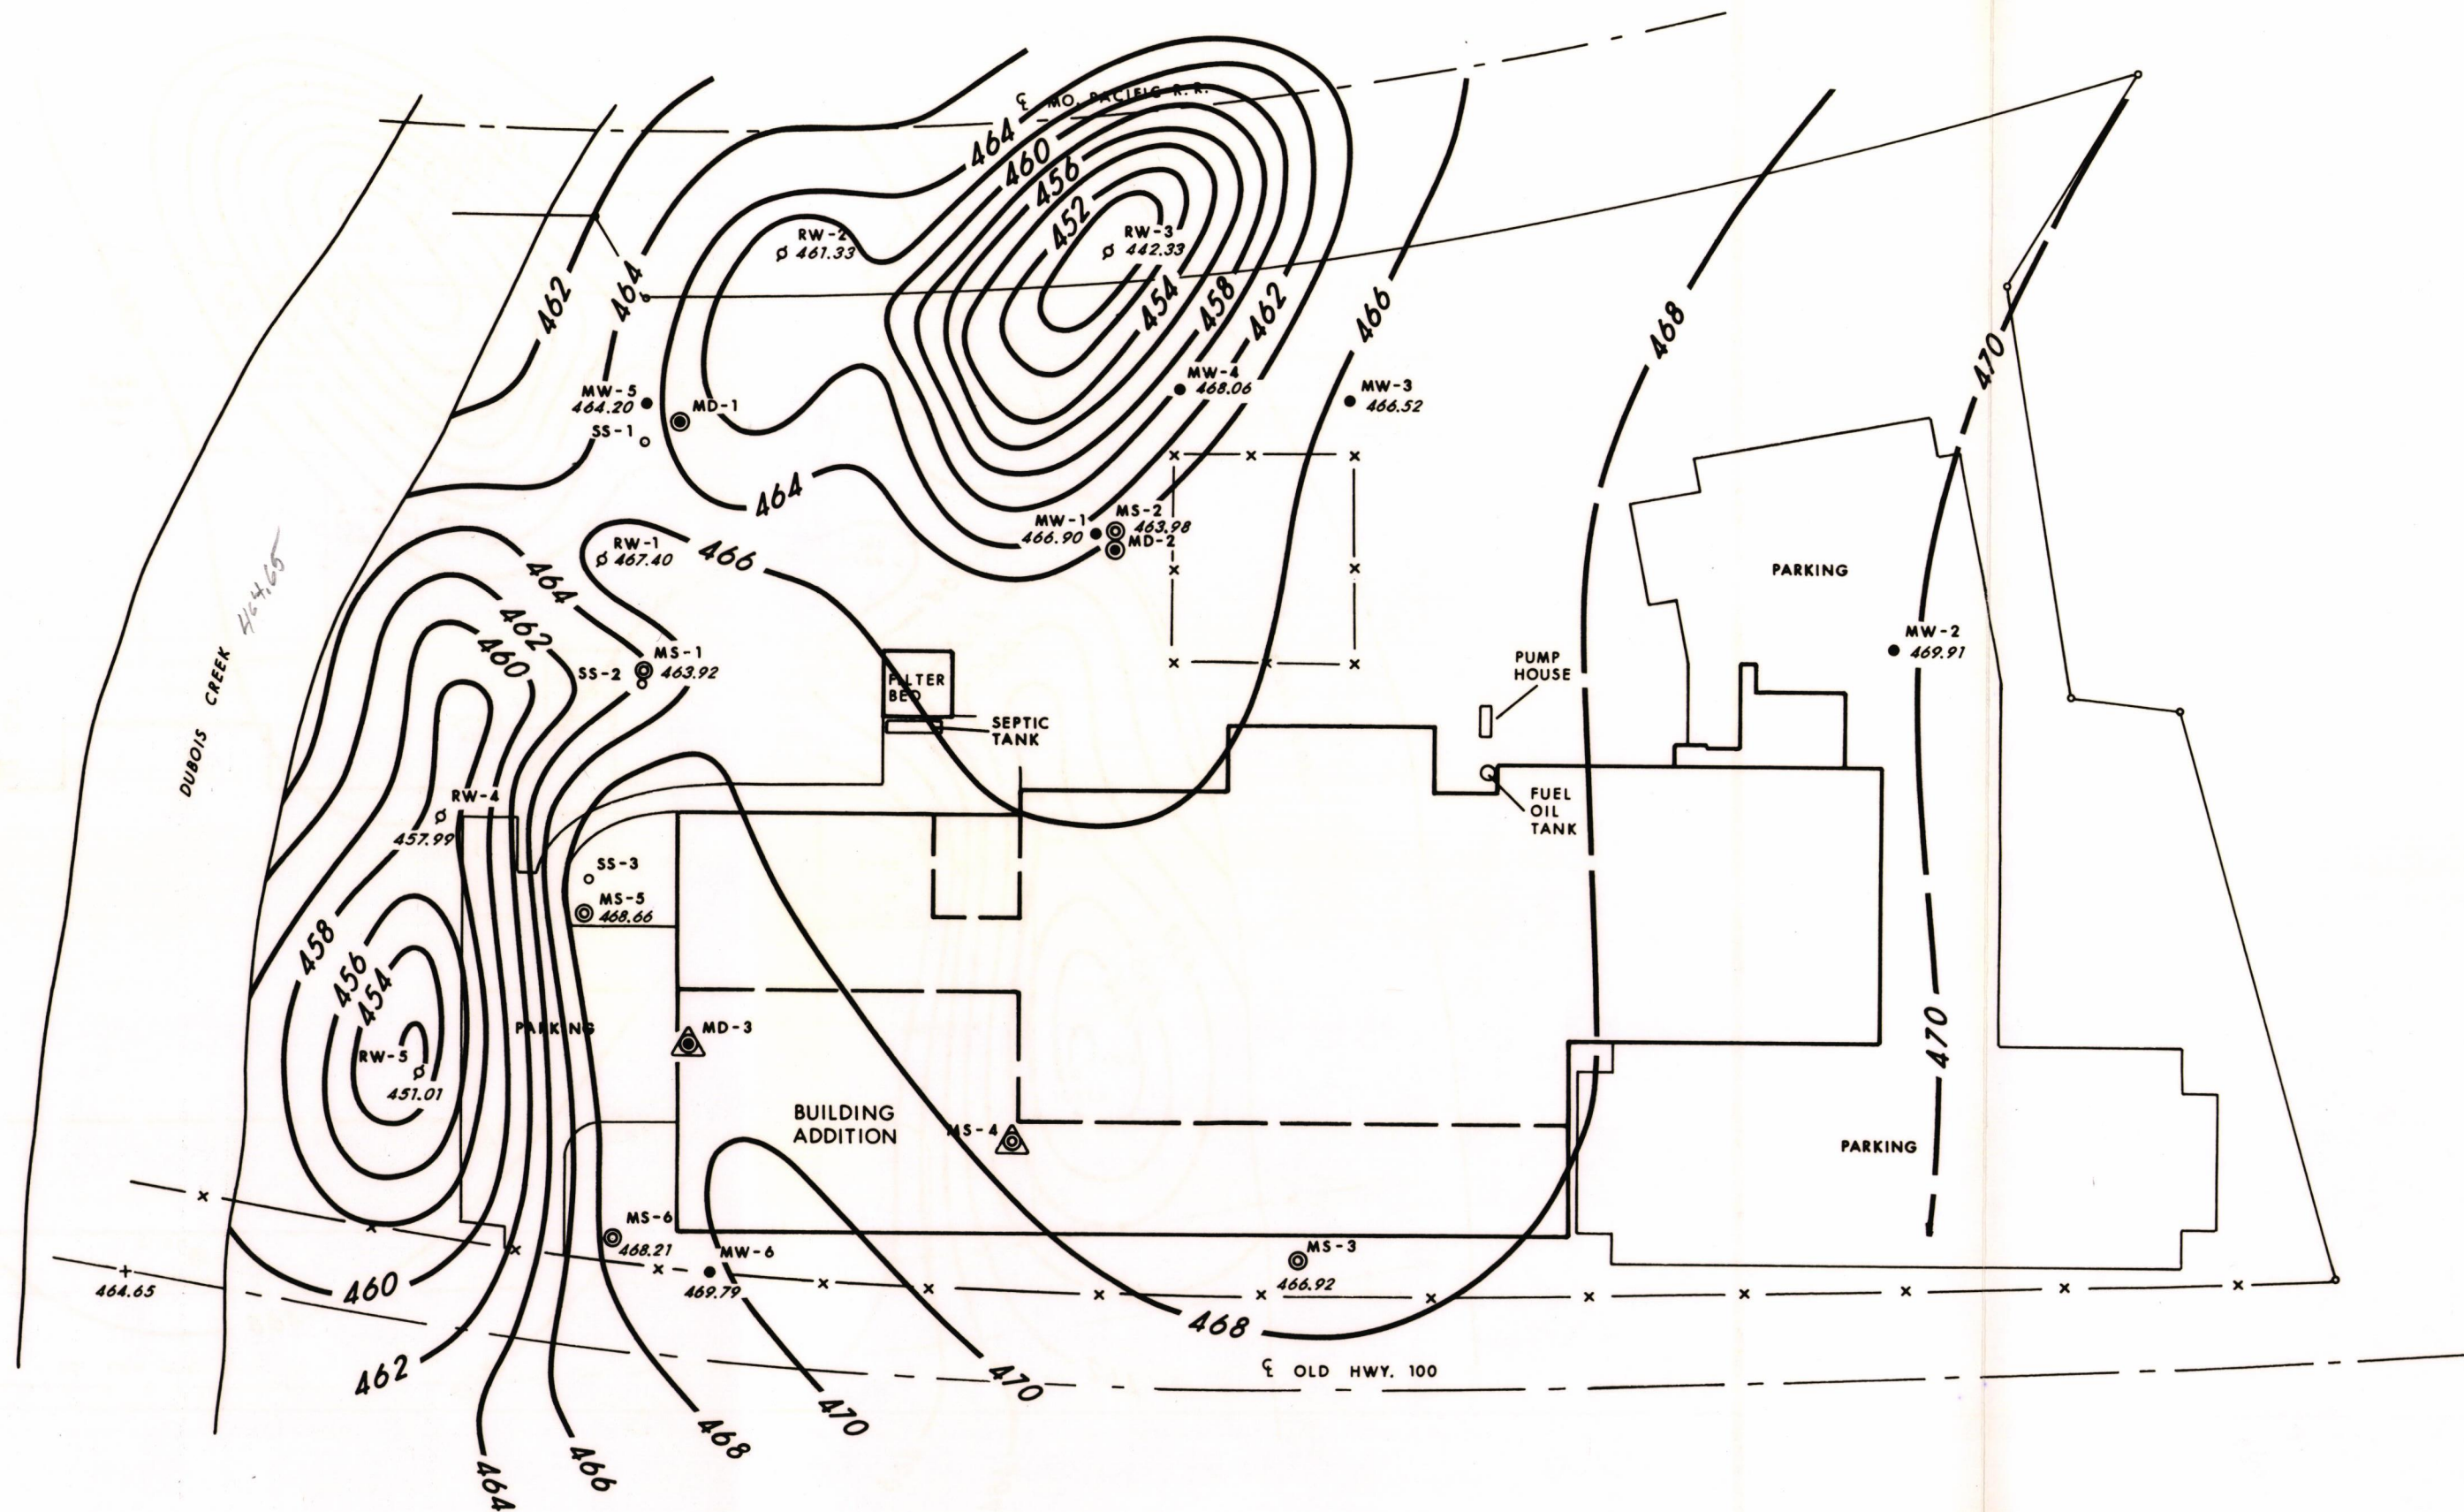 ℄ MO. PACIFIC R. R.
464
460
456
452
RW-2
461.33
RW-3
442.33
462
464
454
458
462
466
468
470
MW-5
464.20
MD-1
SS-1
MW-4
468.06
MW-3
466.52
464
MW-1
466.90
MS-2
463.98
MD-2
RW-1
467.40
466
464
462
460
DUBOIS CREEK 464.65
MS-1
463.92
SS-2
FILTER
BED
SEPTIC
TANK
PUMP
HOUSE
PARKING
MW-2
469.91
FUEL
OIL
TANK
RW-4
457.99
SS-3
MS-5
468.66
458
456
454
RW-5
451.01
PARKING
MD-3
470
BUILDING
ADDITION
MS-4
PARKING
MS-6
468.21
MW-6
469.79
MS-3
466.92
464.65
460
462
464
466
468
470
470
468
℄ OLD HWY. 100